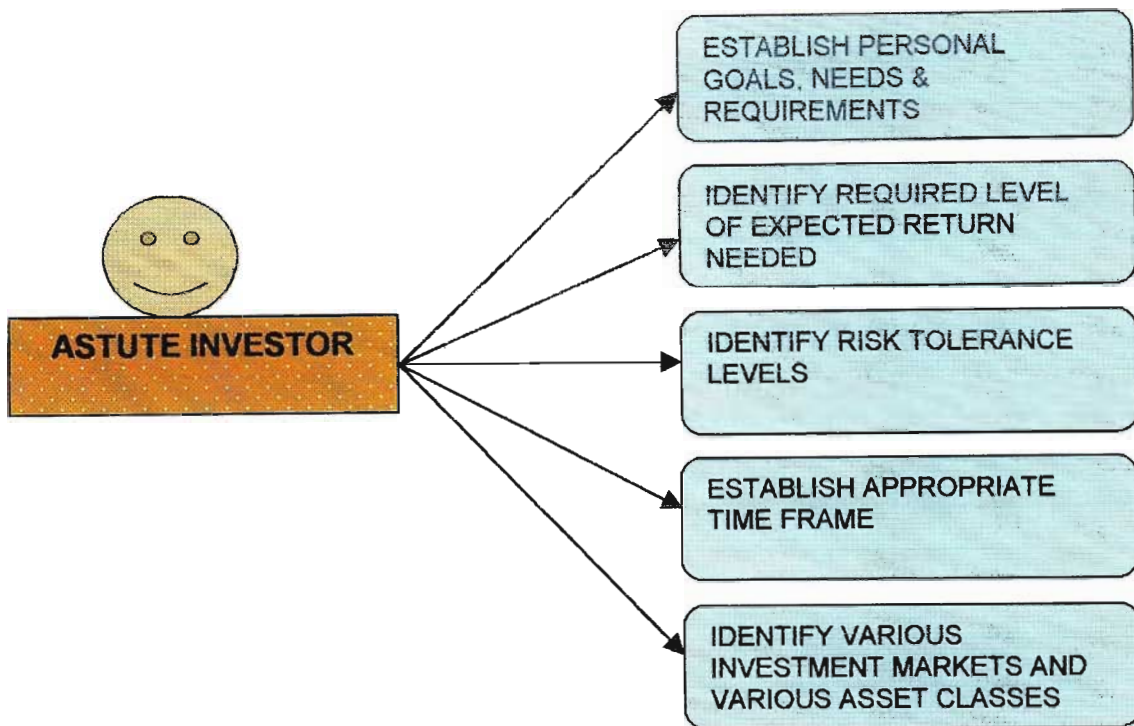 ESTABLISH PERSONAL
GOALS, NEEDS &
REQUIREMENTS
IDENTIFY REQUIRED LEVEL
OF EXPECTED RETURN
NEEDED
ASTUTE INVESTOR
IDENTIFY RISK TOLERANCE
LEVELS
ESTABLISH APPROPRIATE
TIME FRAME
IDENTIFY VARIOUS
INVESTMENT MARKETS AND
VARIOUS ASSET CLASSES